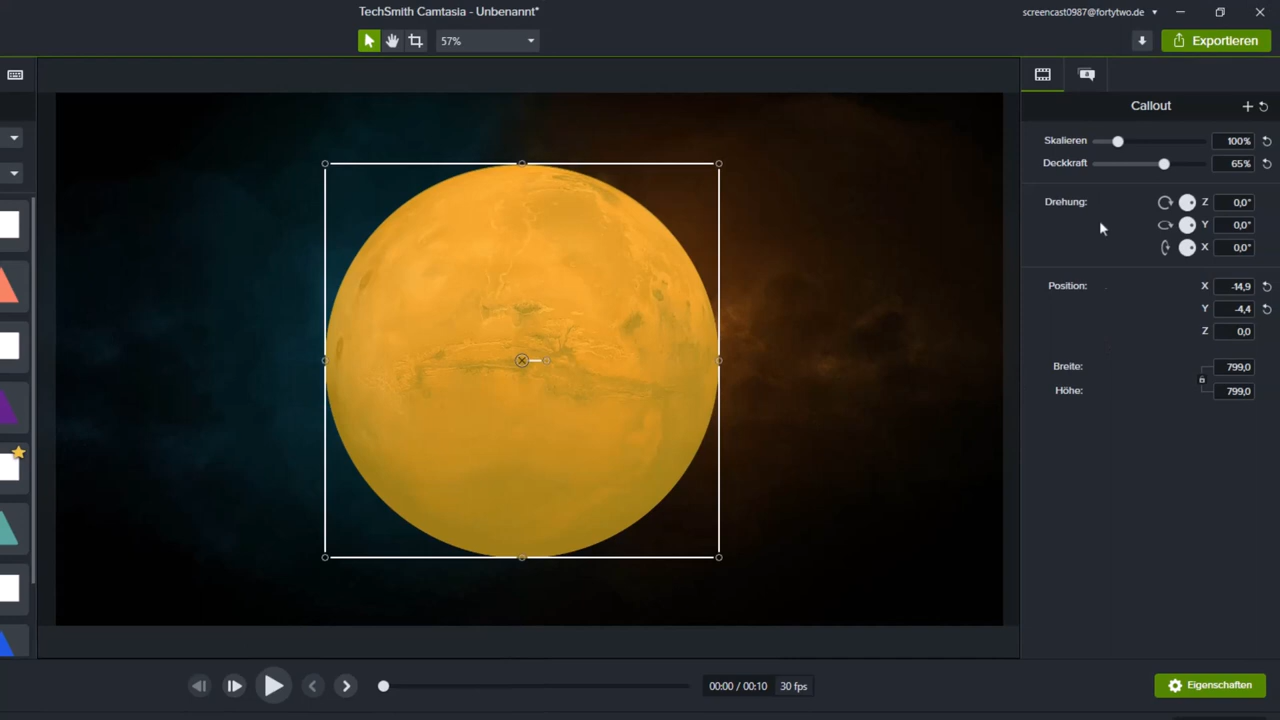 TechSmith Camtasia - Unbenannt*
screencast0987@fortytwo.de
57%
Exportieren
a
Callout
Skalieren 100%
Deckkraft 65%
Drehung: Z 0,0°
Y 0,0°
X 0,0°
Position: X -14,9
Y -4,4
Z 0,0
Breite: 799,0
Höhe: 799,0
00:00 / 00:10 30 fps
Eigenschaften